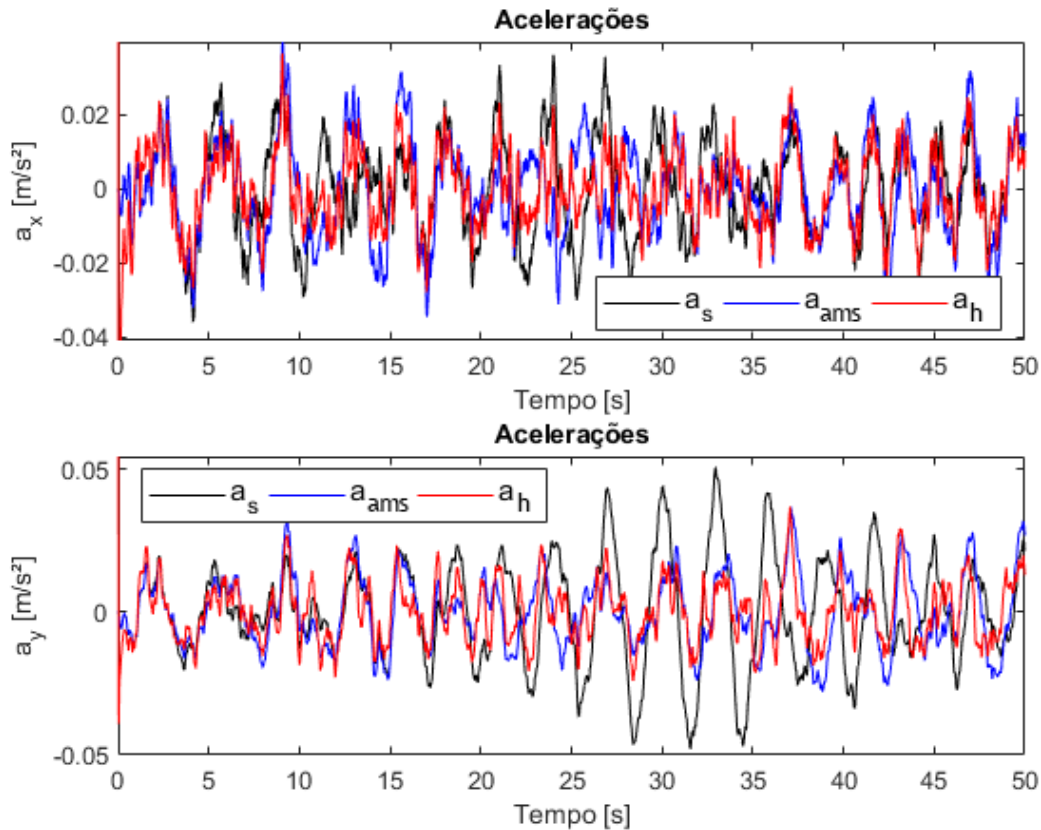 Acelerações
0.02
0
-0.02
-0.04
a_x [m/s²]
a_s a_ams a_h
0 5 10 15 20 25 30 35 40 45 50
Tempo [s]
Acelerações
0.05
0
-0.05
a_y [m/s²]
a_s a_ams a_h
0 5 10 15 20 25 30 35 40 45 50
Tempo [s]